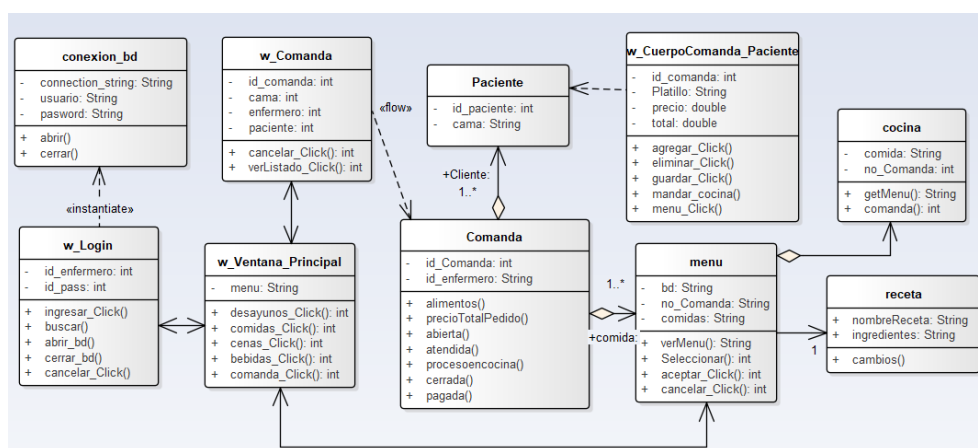 conexion_bd
- connection_string: String
- usuario: String
- pasword: String
+ abrir()
+ cerrar()
w_Comanda
- id_comanda: int
- cama: int
- enfermero: int
- paciente: int
+ cancelar_Click(): int
+ verListado_Click(): int
«flow»
Paciente
- id_paciente: int
- cama: String
w_CuerpoComanda_Paciente
- id_comanda: int
- Platillo: String
- precio: double
- total: double
+ agregar_Click()
+ eliminar_Click()
+ guardar_Click()
+ mandar_cocina()
+ menu_Click()
cocina
- comida: String
- no_Comanda: int
+ getMenu(): String
+ comanda(): int
«instantiate»
+Cliente:
1..*
w_Login
- id_enfermero: int
- id_pass: int
+ ingresar_Click()
+ buscar()
+ abrir_bd()
+ cerrar_bd()
+ cancelar_Click()
w_Ventana_Principal
- menu: String
+ desayunos_Click(): int
+ comidas_Click(): int
+ cenas_Click(): int
+ bebidas_Click(): int
+ comanda_Click(): int
Comanda
- id_Comanda: int
- id_enfermero: String
+ alimentos()
+ precioTotalPedido()
+ abierta()
+ atendida()
+ procesoencocina()
+ cerrada()
+ pagada()
1..*
+comida:
menu
- bd: String
- no_Comanda: String
- comidas: String
+ verMenu(): String
+ Seleccionar(): int
+ aceptar_Click(): int
+ cancelar_Click(): int
1
receta
+ nombreReceta: String
+ ingredientes: String
+ cambios()